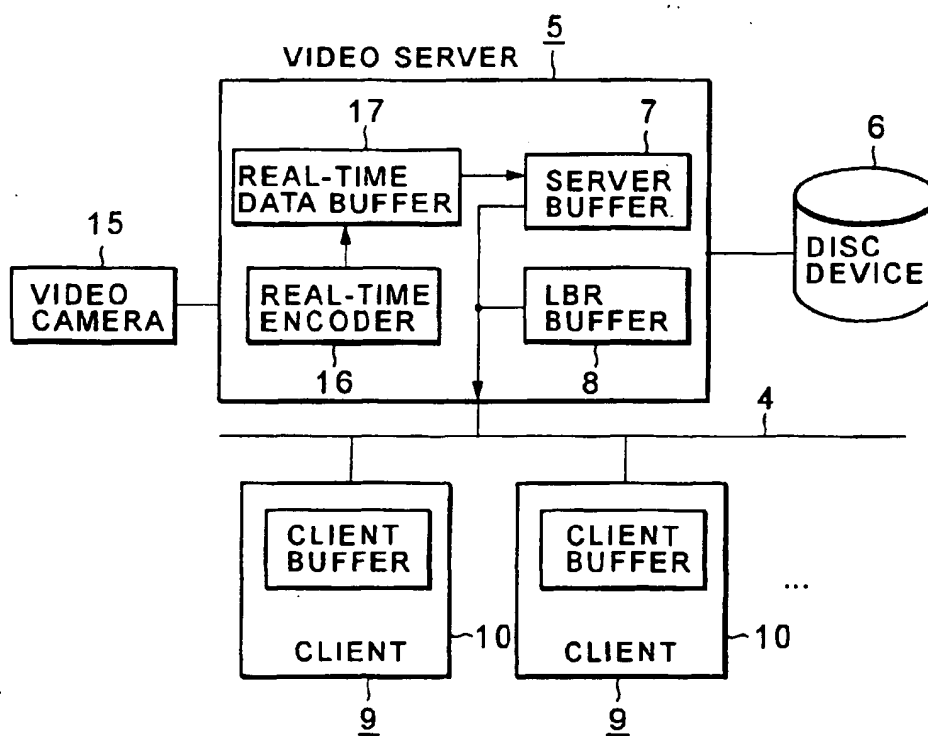 5
VIDEO SERVER
17
7
6
REAL-TIME
DATA BUFFER
SERVER
BUFFER
15
DISC
DEVICE
VIDEO
CAMERA
REAL-TIME
ENCODER
LBR
BUFFER
16
8
4
CLIENT
BUFFER
CLIENT
BUFFER
...
CLIENT
10
CLIENT
10
9
9